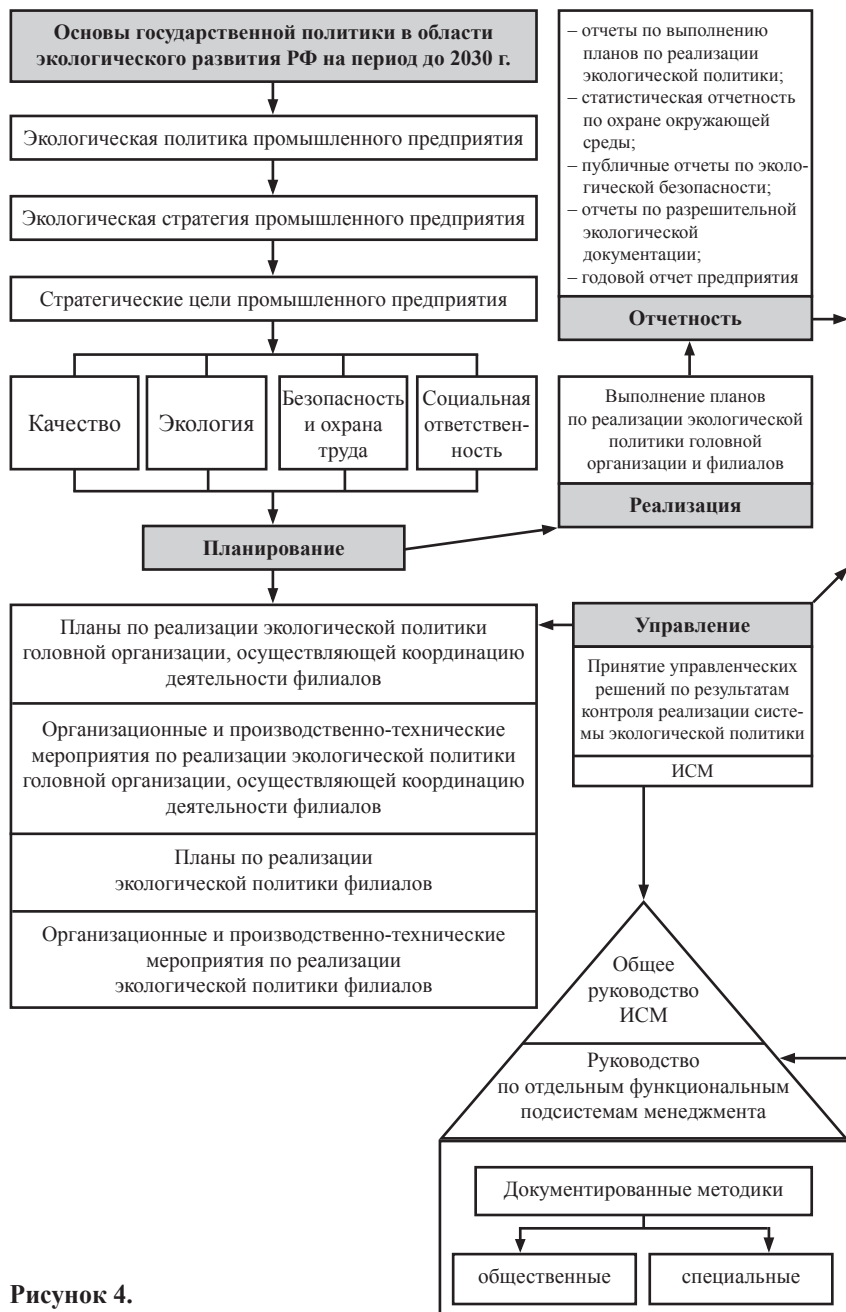 Основы государственной политики в области
экологического развития РФ на период до 2030 г.
Экологическая политика промышленного предприятия
Экологическая стратегия промышленного предприятия
Стратегические цели промышленного предприятия
Качество
Экология
Безопасность
и охрана
труда
Социальная
ответствен-
ность
Планирование
Планы по реализации экологической политики
головной организации, осуществляющей координацию
деятельности филиалов
Организационные и производственно-технические
мероприятия по реализации экологической политики
головной организации, осуществляющей координацию
деятельности филиалов
Планы по реализации
экологической политики филиалов
Организационные и производственно-технические
мероприятия по реализации
экологической политики филиалов
– отчеты по выполнению
планов по реализации
экологической политики;
– статистическая отчетность
по охране окружающей
среды;
– публичные отчеты по эколо-
гической безопасности;
– отчеты по разрешительной
экологической
документации;
– годовой отчет предприятия
Отчетность
Выполнение планов
по реализации экологической
политики головной
организации и филиалов
Реализация
Управление
Принятие управленческих
решений по результатам
контроля реализации систе-
мы экологической политики
ИСМ
Общее
руководство
ИСМ
Руководство
по отдельным функциональным
подсистемам менеджмента
Документированные методики
общественные
специальные
Рисунок 4.